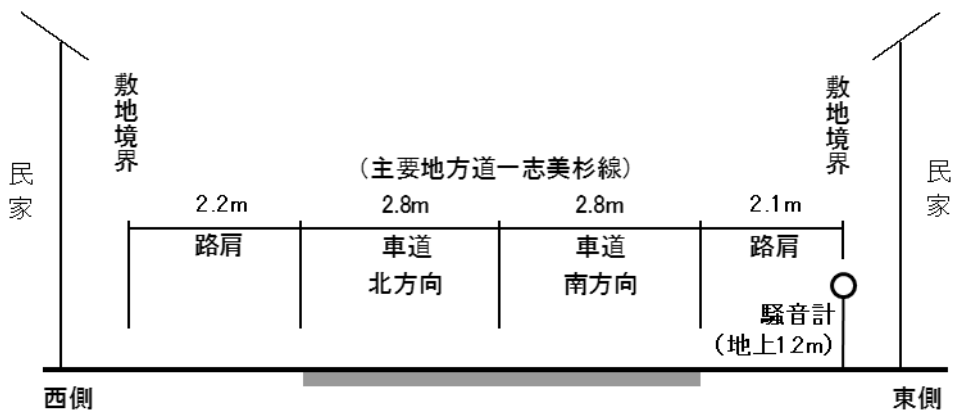 敷地境界
敷地境界
民家
民家
（主要地方道一志美杉線）
2.2m
2.8m
2.8m
2.1m
路肩
車道
車道
路肩
北方向
南方向
騒音計
（地上1.2m）
西側
東側